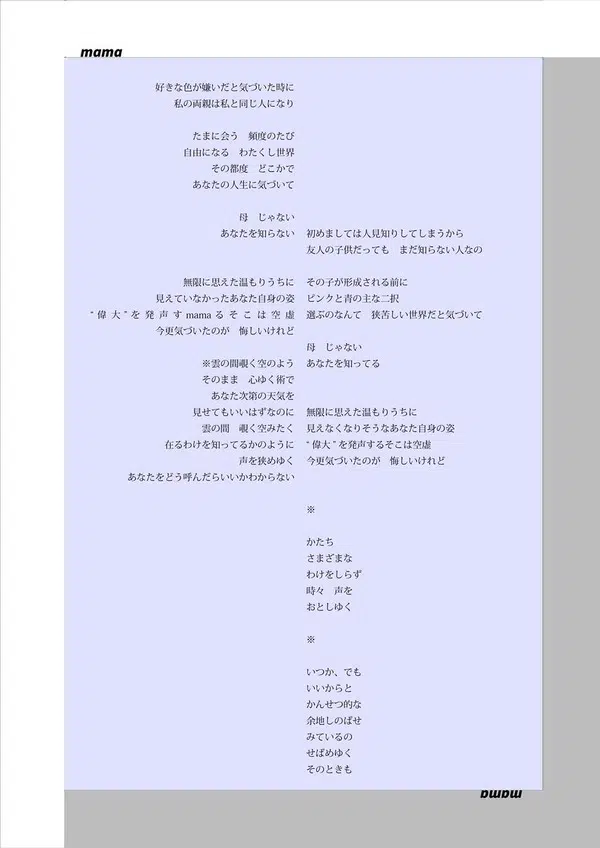 mama
好きな色が嫌いだと気づいた時に
私の両親は私と同じ人になり
たまに会う　頻度のたび
自由になる　わたくし世界
その都度　どこかで
あなたの人生に気づいて
母　じゃない
あなたを知らない
無限に思えた温もりうちに
見えていなかったあなた自身の姿
“偉大”を発声すmamaるそこは空虚
今更気づいたのが　悔しいけれど
※雲の間覗く空のよう
そのまま　心ゆく術で
あなた次第の天気を
見せてもいいはずなのに
雲の間　覗く空みたく
在るわけを知ってるかのように
声を狭めゆく
あなたをどう呼んだらいいかわからない
初めましては人見知りしてしまうから
友人の子供だっても　まだ知らない人なの
その子が形成される前に
ピンクと青の主な二択
選ぶのなんて　狭苦しい世界だと気づいて
母　じゃない
あなたを知ってる
無限に思えた温もりうちに
見えなくなりそうなあなた自身の姿
“偉大”を発声するそこは空虚
今更気づいたのが　悔しいけれど
※
かたち
さまざまな
わけをしらず
時々　声を
おとしゆく
※
いつか、でも
いいからと
かんせつ的な
余地しのばせ
みているの
せばめゆく
そのときも
mama